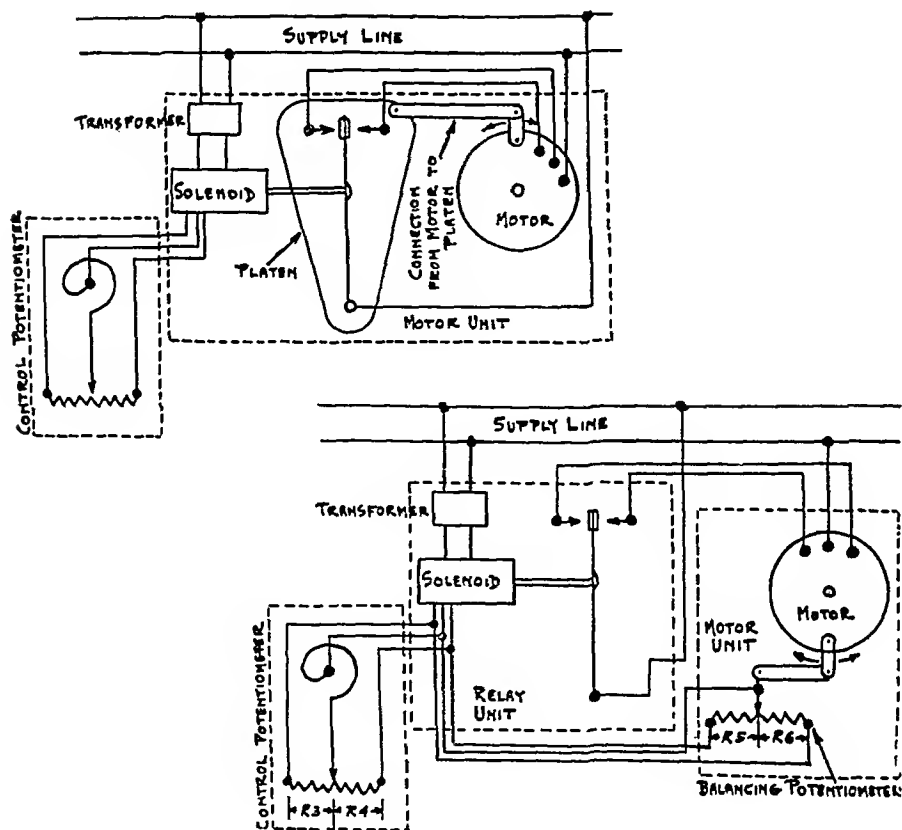 SUPPLY LINE
TRANSFORMER
SOLENOID
CONTROL POTENTIOMETER
PLATEN
CONNECTION
FROM MOTOR TO
PLATEN
MOTOR
MOTOR UNIT
SUPPLY LINE
TRANSFORMER
SOLENOID
CONTROL POTENTIOMETER
RELAY
UNIT
MOTOR
MOTOR
UNIT
R5 R6
R3 R4
BALANCING POTENTIOMETER